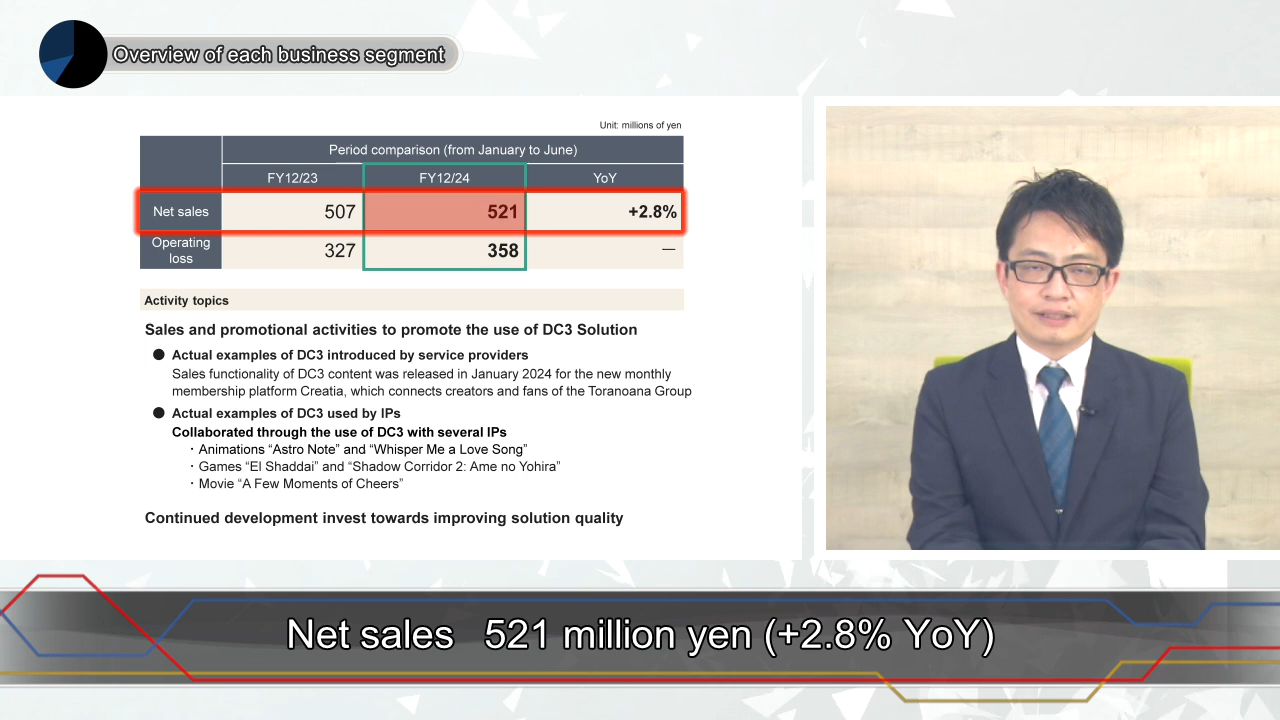 Overview of each business segment
Unit: millions of yen
Period comparison (from January to June)
FY12/23 FY12/24 YoY
Net sales 507 521 +2.8%
Operating loss 327 358 —
Activity topics
Sales and promotional activities to promote the use of DC3 Solution
● Actual examples of DC3 introduced by service providers
Sales functionality of DC3 content was released in January 2024 for the new monthly
membership platform Creatia, which connects creators and fans of the Toranoana Group
● Actual examples of DC3 used by IPs
Collaborated through the use of DC3 with several IPs
・Animations “Astro Note” and “Whisper Me a Love Song”
・Games “El Shaddai” and “Shadow Corridor 2: Ame no Yohira”
・Movie “A Few Moments of Cheers”
Continued development invest towards improving solution quality
Net sales 521 million yen (+2.8% YoY)